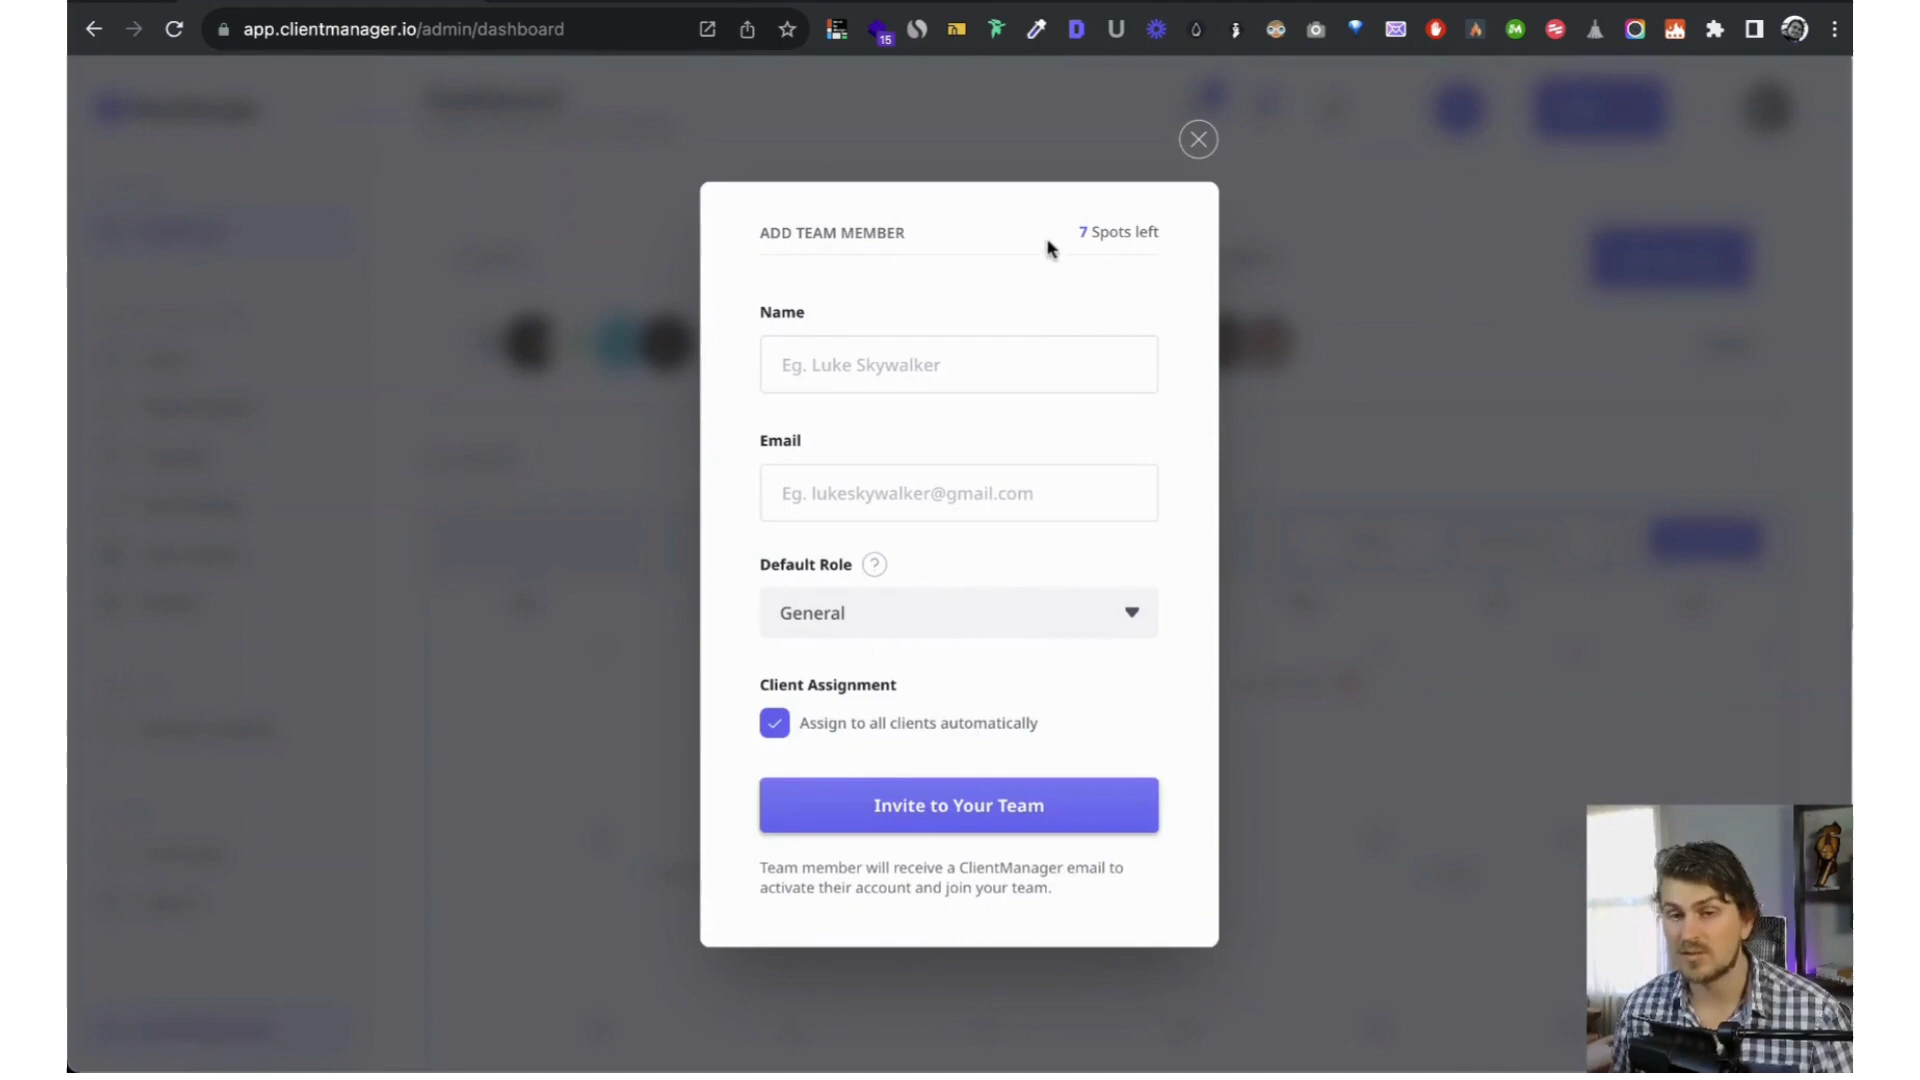 app.clientmanager.io/admin/dashboard
15
ADD TEAM MEMBER
7 Spots left
Name
Eg. Luke Skywalker
Email
Eg. lukeskywalker@gmail.com
Default Role ?
General
Client Assignment
Assign to all clients automatically
Invite to Your Team
Team member will receive a ClientManager email to
activate their account and join your team.